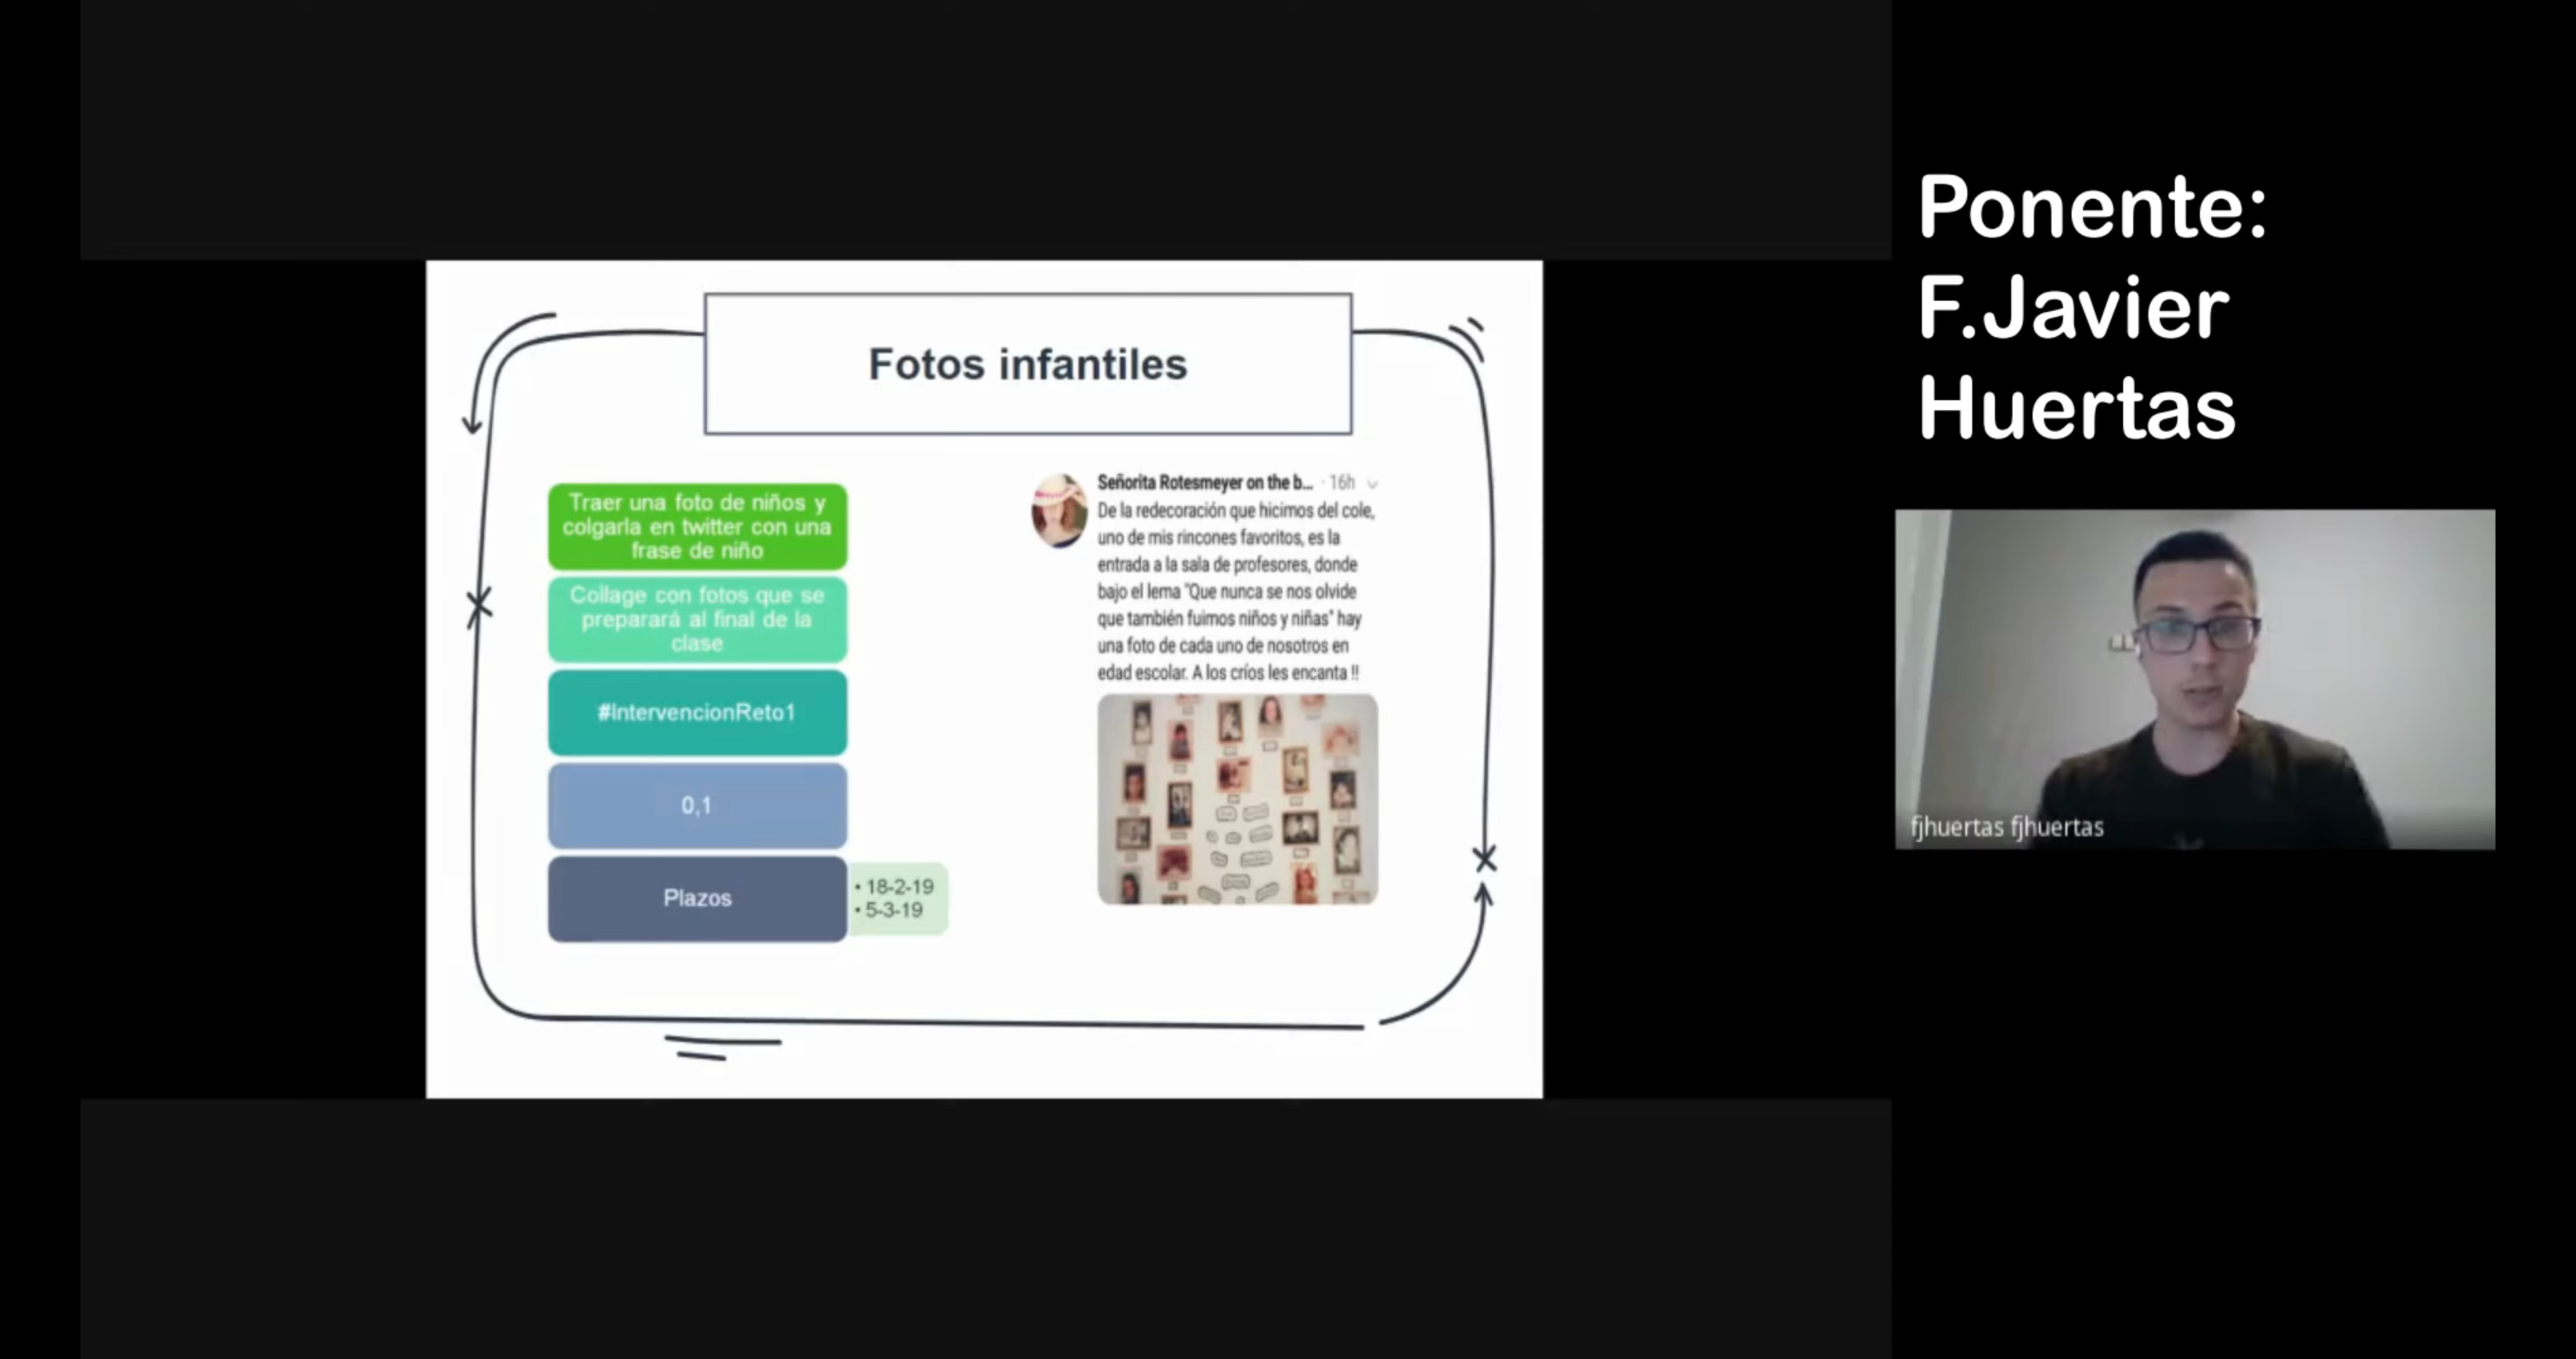 Fotos infantiles
Traer una foto de niños y
colgarla en twitter con una
frase de niño
Collage con fotos que se
preparará al final de la
clase
#IntervencionReto1
0,1
Plazos
• 18-2-19
• 5-3-19
Señorita Rotesmeyer on the b... · 16h
De la redecoración que hicimos del cole,
uno de mis rincones favoritos, es la
entrada a la sala de profesores, donde
bajo el lema "Que nunca se nos olvide
que también fuimos niños y niñas" hay
una foto de cada uno de nosotros en
edad escolar. A los críos les encanta !!
Ponente:
F.Javier
Huertas
fjhuertas fjhuertas